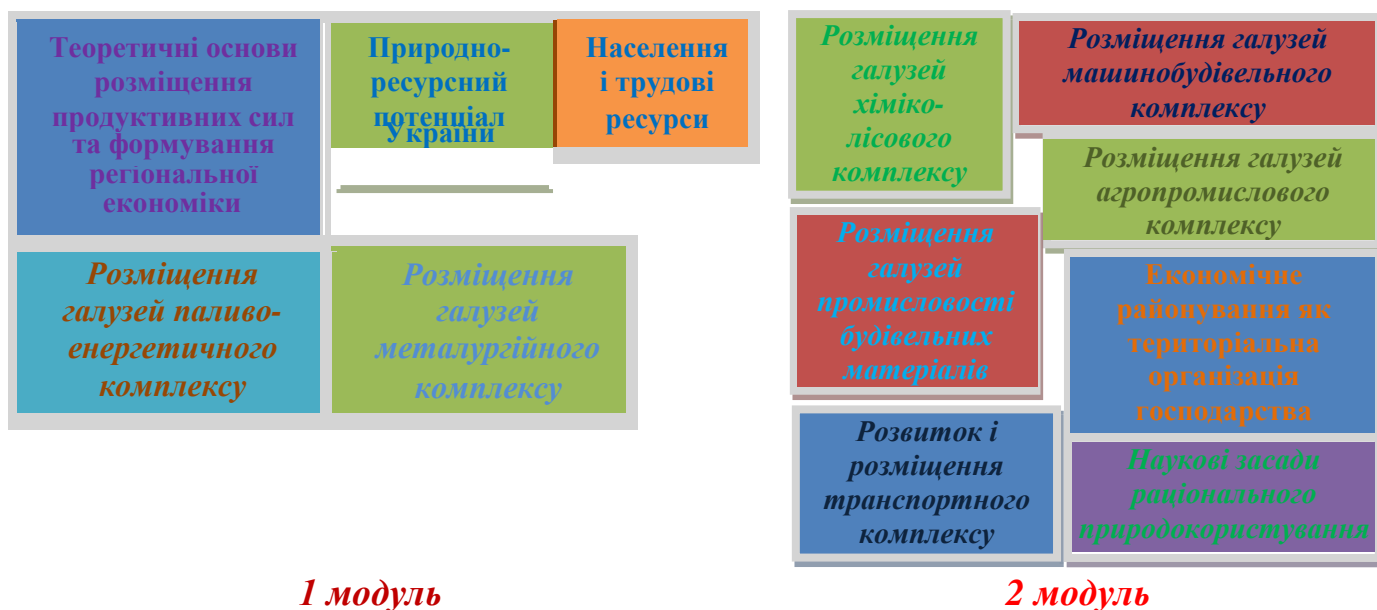 Теоретичні основи
розміщення
продуктивних сил
та формування
регіональної
економіки
Природно-
ресурсний
потенціал
України
Населення
і трудові
ресурси
Розміщення
галузей паливо-
енергетичного
комплексу
Розміщення
галузей
металургійного
комплексу
1 модуль
Розміщення
галузей
хіміко-
лісового
комплексу
Розміщення галузей
машинобудівельного
комплексу
Розміщення галузей
агропромислового
комплексу
Розміщення
галузей
промисловості
будівельних
матеріалів
Економічне
районування як
територіальна
організація
господарства
Розвиток і
розміщення
транспортного
комплексу
Наукові засади
раціонального
природокористування
2 модуль